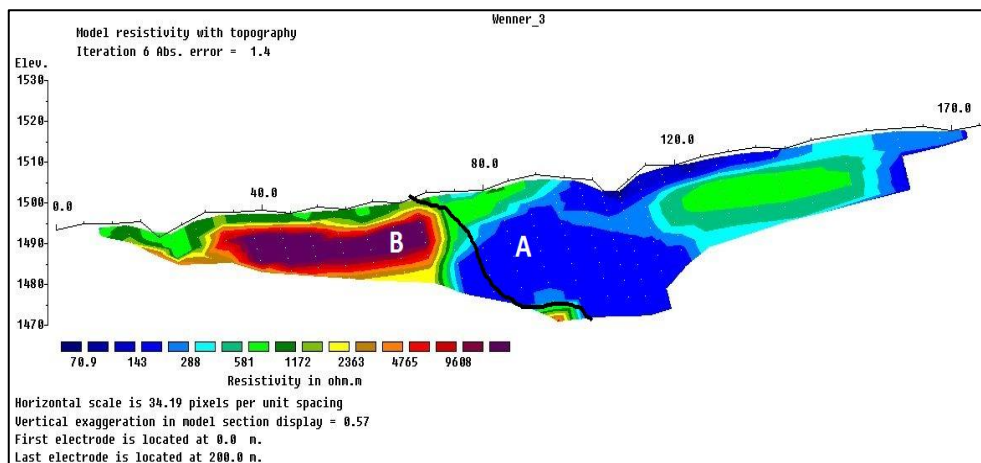 Wenner_3
Model resistivity with topography
Iteration 6 Abs. error = 1.4
Elev.
1530
1520
1510
1500
1490
1480
1470
0.0
40.0
80.0
120.0
170.0
B
A
70.9 143 288 581 1172 2363 4765 9608
Resistivity in ohm.m
Horizontal scale is 34.19 pixels per unit spacing
Vertical exaggeration in model section display = 0.57
First electrode is located at 0.0 m.
Last electrode is located at 200.0 m.